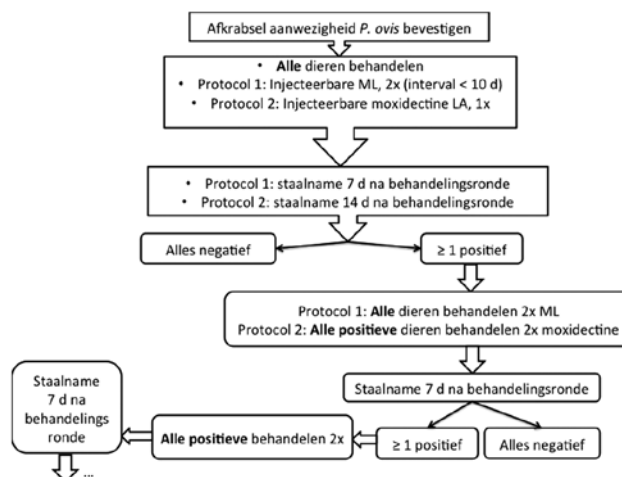 Afkrabsel aanwezigheid P. ovis bevestigen
• Alle dieren behandelen
• Protocol 1: Injecteerbare ML, 2x (interval < 10 d)
• Protocol 2: Injecteerbare moxidectine LA, 1x
• Protocol 1: staalname 7 d na behandelingsronde
• Protocol 2: staalname 14 d na behandelingsronde
Alles negatief
≥ 1 positief
Protocol 1: Alle dieren behandelen 2x ML
Protocol 2: Alle positieve dieren behandelen 2x moxidectine
Staalname 7 d na behandelingsronde
≥ 1 positief
Alles negatief
Alle positieve behandelen 2x
Staalname
7 d na
behandelings
ronde
...